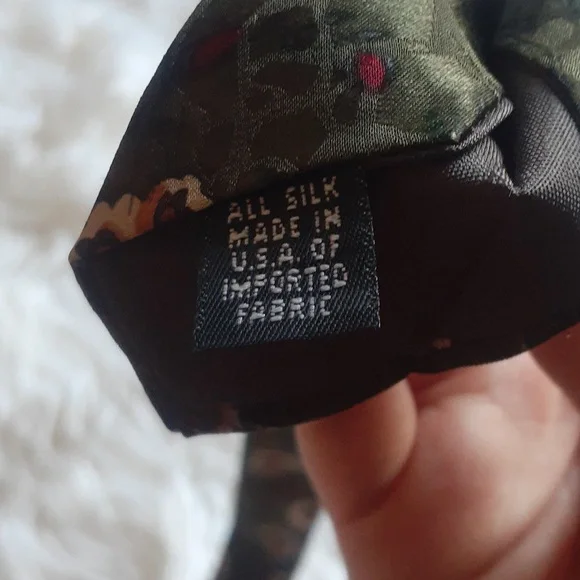 ALL SILK
MADE IN
U.S.A. OF
IMPORTED
FABRIC